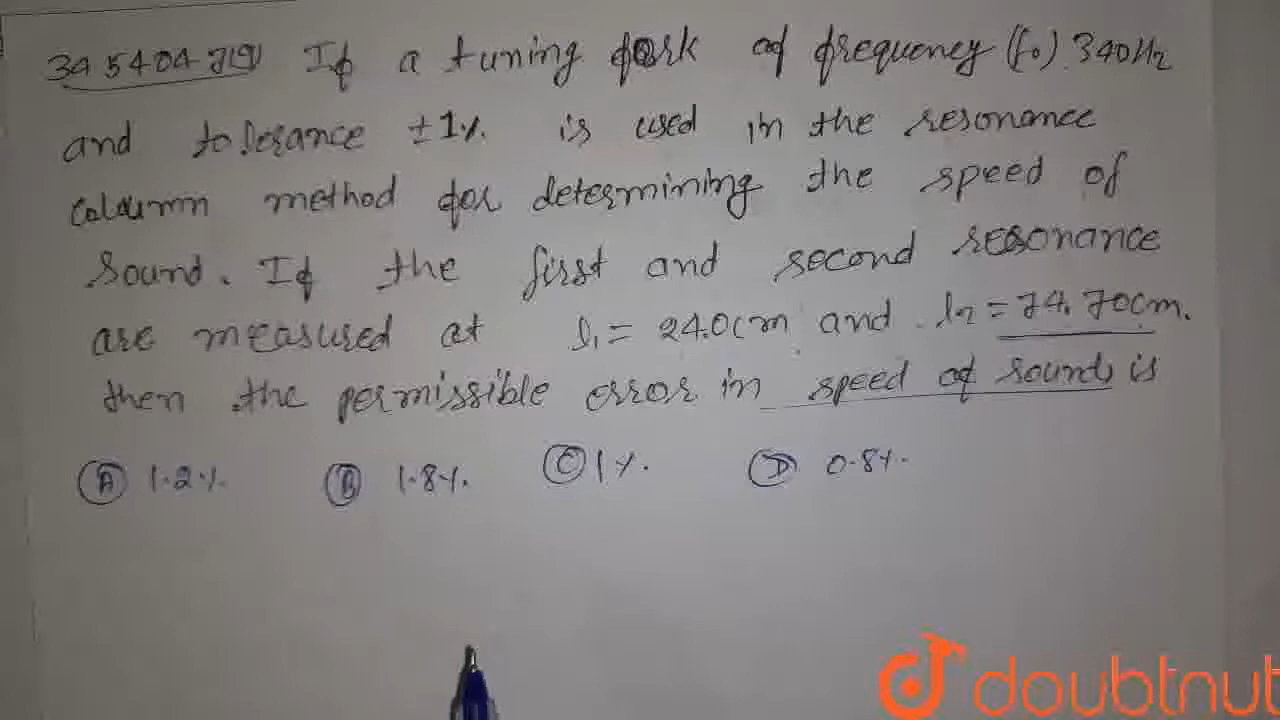 345404719 If a tuning fork of frequency (f0) 340Hz
and tolerance ±1% is used in the resonance
coloumn method for determining the speed of
sound. If the first and second resonance
are measured at l1 = 24.0cm and l2 = 74.70cm.
then the permissible error in speed of sound is
(A) 1.2% (B) 1.8% (C) 1% (D) 0.8%
doubtnut